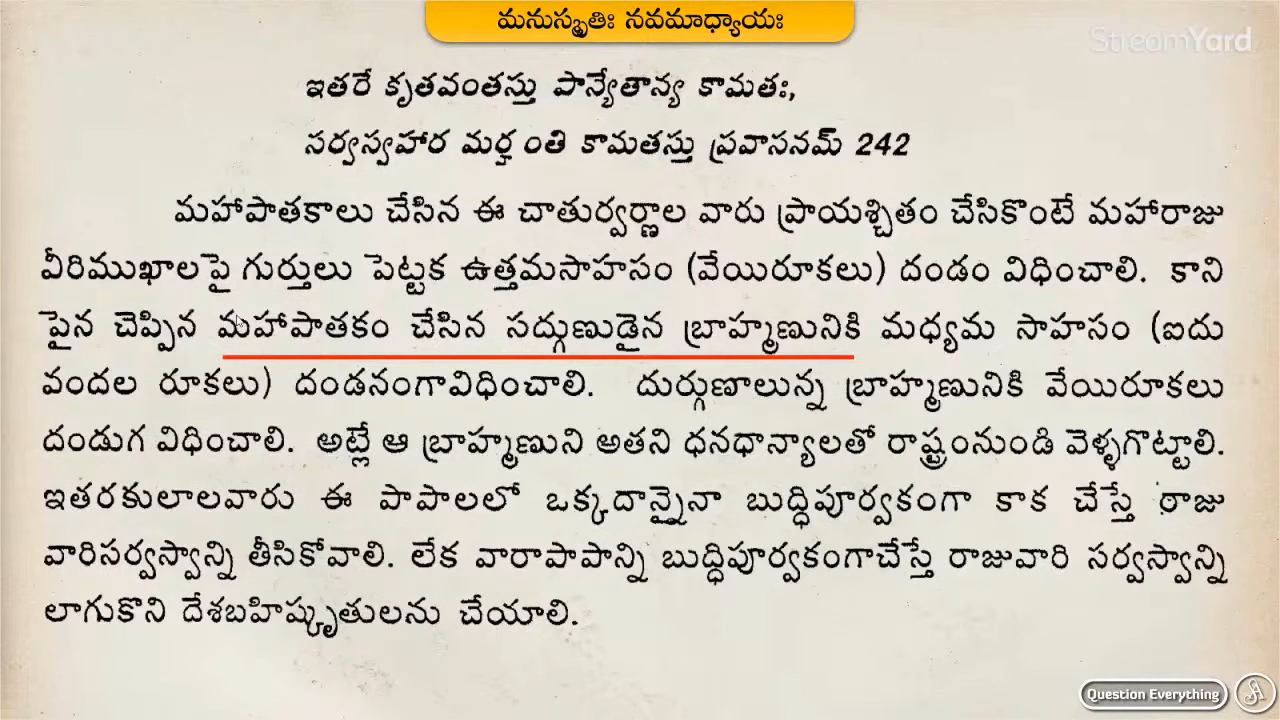 మనుస్మృతిః నవమాధ్యాయః
StreamYard
ఇతరే కృతవంతస్తు పాన్యేతాన్య కామతః,
సర్వస్వహార మర్హంతి కామతస్తు ప్రవాసనమ్ 242
మహాపాతకాలు చేసిన ఈ చాతుర్వర్ణాల వారు ప్రాయశ్చితం చేసికొంటే మహారాజు
వీరిముఖాలపై గుర్తులు పెట్టక ఉత్తమసాహసం (వేయిరూకలు) దండం విధించాలి. కాని
పైన చెప్పిన మహాపాతకం చేసిన సద్గుణుడైన బ్రాహ్మణునికి మధ్యమ సాహసం (ఐదు
వందల రూకలు) దండనంగావిధించాలి. దుర్గుణాలున్న బ్రాహ్మణునికి వేయిరూకలు
దండుగ విధించాలి. అట్లే ఆ బ్రాహ్మణుని అతని ధనధాన్యాలతో రాష్ట్రంనుండి వెళ్ళగొట్టాలి.
ఇతరకులాలవారు ఈ పాపాలలో ఒక్కదాన్నైనా బుద్ధిపూర్వకంగా కాక చేస్తే రాజు
వారిసర్వస్వాన్ని తీసికోవాలి. లేక వారాపాపాన్ని బుద్ధిపూర్వకంగాచేస్తే రాజువారి సర్వస్వాన్ని
లాగుకొని దేశబహిష్కృతులను చేయాలి.
Question Everything